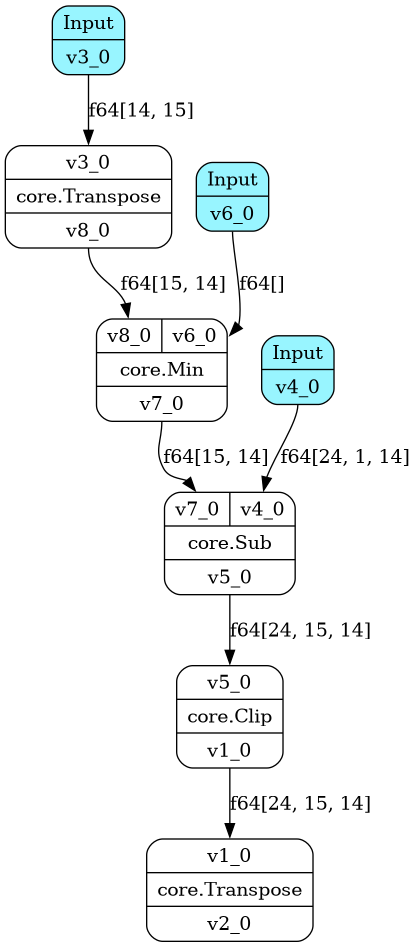 Input
v3_0
f64[14, 15]
v3_0
core.Transpose
v8_0
Input
v6_0
f64[15, 14]
f64[]
v8_0 v6_0
core.Min
v7_0
Input
v4_0
f64[15, 14]
f64[24, 1, 14]
v7_0 v4_0
core.Sub
v5_0
f64[24, 15, 14]
v5_0
core.Clip
v1_0
f64[24, 15, 14]
v1_0
core.Transpose
v2_0